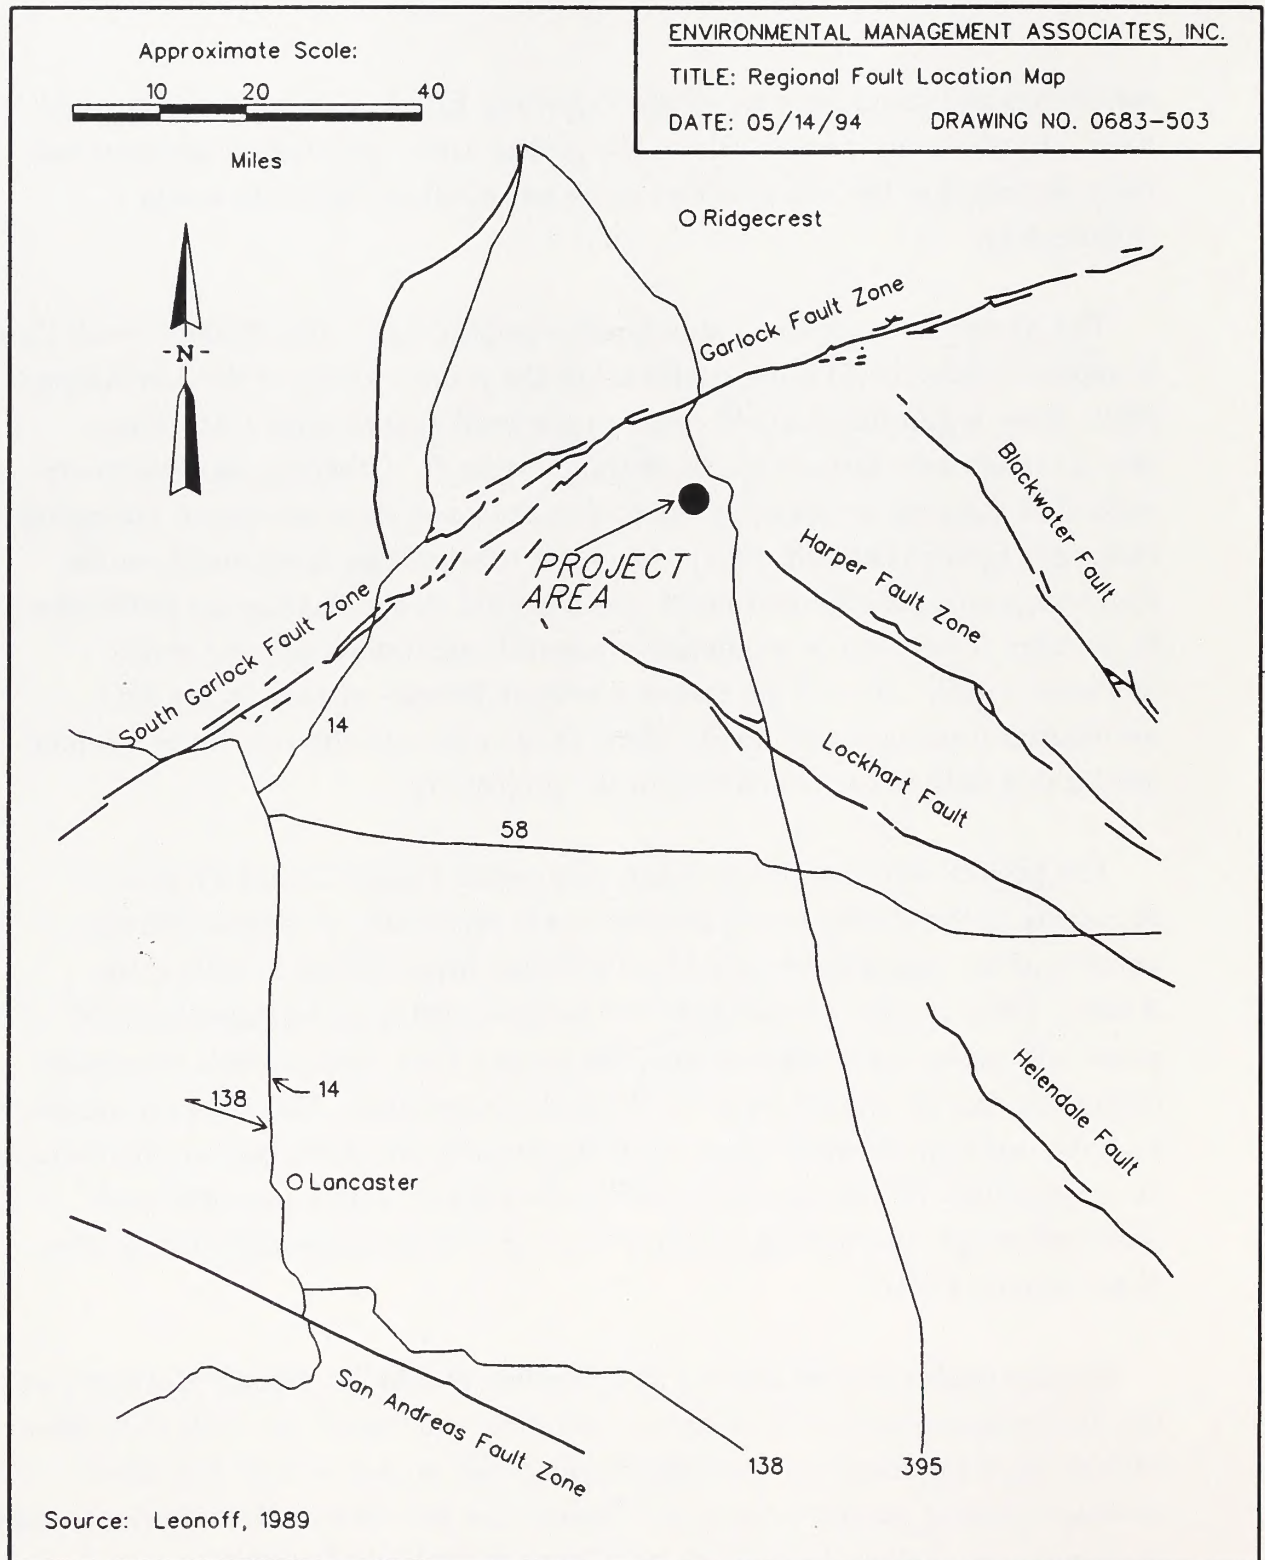 Approximate Scale:
10 20 40
Miles
ENVIRONMENTAL MANAGEMENT ASSOCIATES, INC.
TITLE: Regional Fault Location Map
DATE: 05/14/94 DRAWING NO. 0683-503
Ridgecrest
-N-
Garlock Fault Zone
Blackwater Fault
Harper Fault Zone
PROJECT
AREA
South Garlock Fault Zone
14
Lockhart Fault
58
Helendale Fault
138
14
Lancaster
San Andreas Fault Zone
138
395
Source: Leonoff, 1989